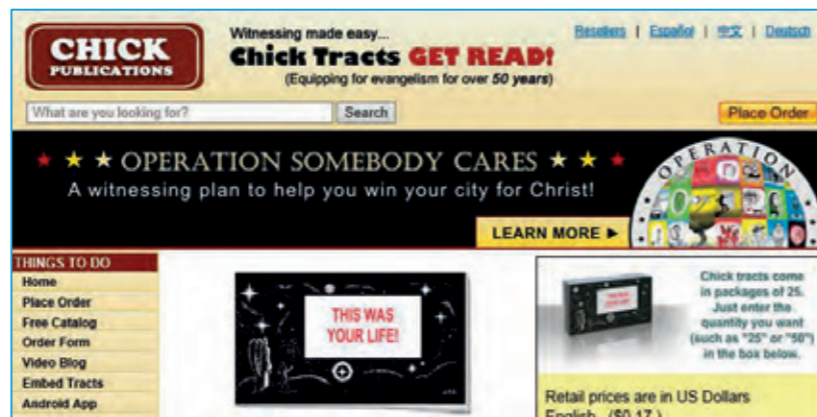 CHICK
PUBLICATIONS
Witnessing made easy...
Chick Tracts GET READ!
(Equipping for evangelism for over 50 years)
Resellers | Español | 中文 | Deutsch
What are you looking for?
Search
Place Order
★ ★ ★ OPERATION SOMEBODY CARES ★ ★ ★
A witnessing plan to help you win your city for Christ!
LEARN MORE ►
OPERATION
THINGS TO DO
Home
Place Order
Free Catalog
Order Form
Video Blog
Embed Tracts
Android App
THIS WAS
YOUR LIFE!
Chick tracts come
in packages of 25.
Just enter the
quantity you want
(such as "25" or "50")
in the box below.
Retail prices are in US Dollars
English ($0.17 )